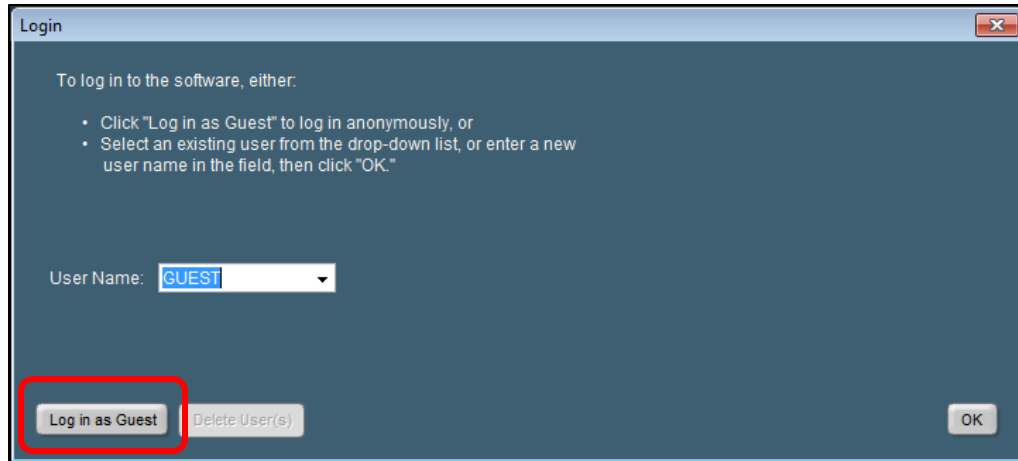 Login
To log in to the software, either:
• Click "Log in as Guest" to log in anonymously, or
• Select an existing user from the drop-down list, or enter a new
user name in the field, then click "OK."
User Name: GUEST
Log in as Guest Delete User(s) OK